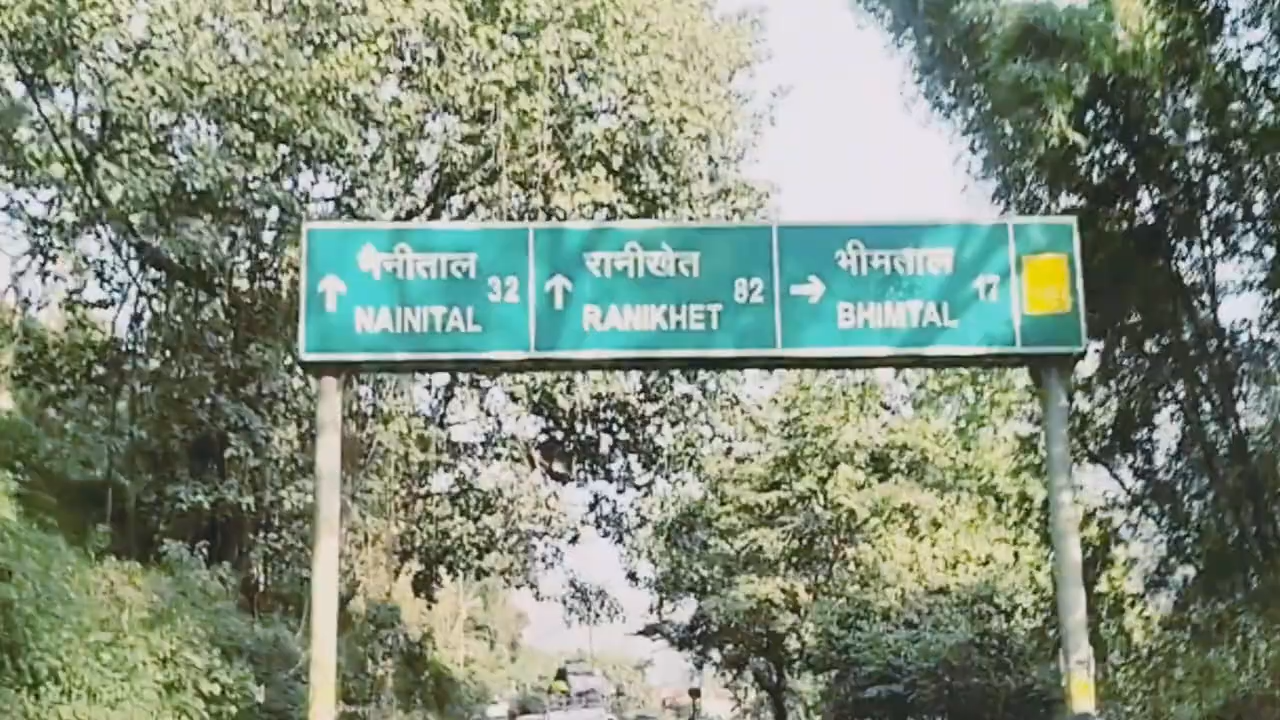 नैनीताल
NAINITAL
32
रानीखेत
RANIKHET
82
भीमताल
BHIMTAL
17